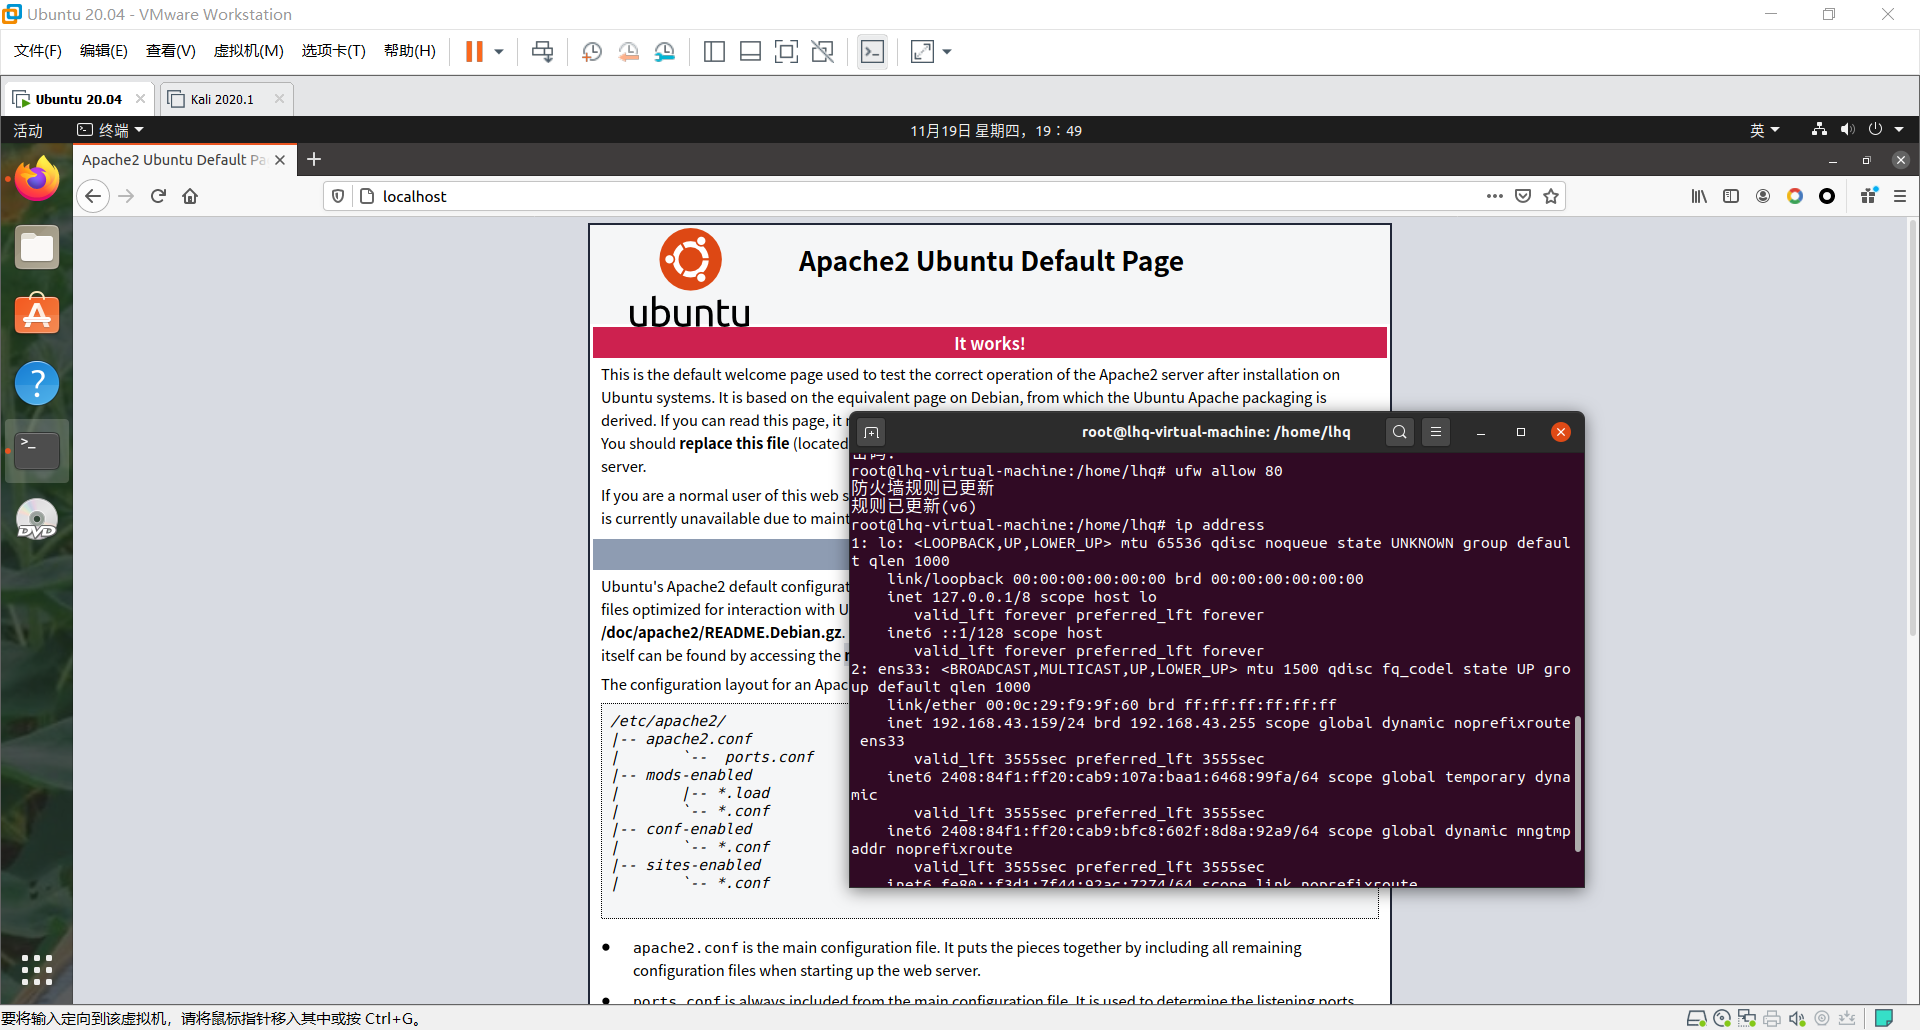 Ubuntu 20.04 - VMware Workstation
文件(F) 编辑(E) 查看(V) 虚拟机(M) 选项卡(T) 帮助(H)
Ubuntu 20.04 Kali 2020.1
活动 终端 11月19日 星期四，19：49 英
Apache2 Ubuntu Default Pa
localhost
ubuntu
Apache2 Ubuntu Default Page
It works!
This is the default welcome page used to test the correct operation of the Apache2 server after installation on
Ubuntu systems. It is based on the equivalent page on Debian, from which the Ubuntu Apache packaging is
derived. If you can read this page, it
You should replace this file (located
server.
If you are a normal user of this web
is currently unavailable due to
Ubuntu's Apache2 default
files optimized for interaction with
/doc/apache2/README.Debian.gz.
itself can be found by accessing the
The configuration layout for an
/etc/apache2/
|-- apache2.conf
|       `--  ports.conf
|-- mods-enabled
|       |-- *.load
|       `-- *.conf
|-- conf-enabled
|       `-- *.conf
|-- sites-enabled
|       `-- *.conf
apache2.conf is the main configuration file. It puts the pieces together by including all remaining
configuration files when starting up the web server.
ports.conf is always included from the main configuration file. It is used to determine the listening ports
root@lhq-virtual-machine: /home/lhq
root@lhq-virtual-machine:/home/lhq# ufw allow 80
防火墙规则已更新
规则已更新(v6)
root@lhq-virtual-machine:/home/lhq# ip address
1: lo: <LOOPBACK,UP,LOWER_UP> mtu 65536 qdisc noqueue state UNKNOWN group defaul
t qlen 1000
link/loopback 00:00:00:00:00:00 brd 00:00:00:00:00:00
inet 127.0.0.1/8 scope host lo
valid_lft forever preferred_lft forever
inet6 ::1/128 scope host
valid_lft forever preferred_lft forever
2: ens33: <BROADCAST,MULTICAST,UP,LOWER_UP> mtu 1500 qdisc fq_codel state UP gro
up default qlen 1000
link/ether 00:0c:29:f9:9f:60 brd ff:ff:ff:ff:ff:ff
inet 192.168.43.159/24 brd 192.168.43.255 scope global dynamic noprefixroute
ens33
valid_lft 3555sec preferred_lft 3555sec
inet6 2408:84f1:ff20:cab9:107a:baa1:6468:99fa/64 scope global temporary dyna
mic
valid_lft 3555sec preferred_lft 3555sec
inet6 2408:84f1:ff20:cab9:bfc8:602f:8d8a:92a9/64 scope global dynamic mngtmp
addr noprefixroute
valid_lft 3555sec preferred_lft 3555sec
inet6 fe80::f3d1:7f44:92ac:7274/64 scope link noprefixroute
DVD
要将输入定向到该虚拟机，请将鼠标指针移入其中或按 Ctrl+G。